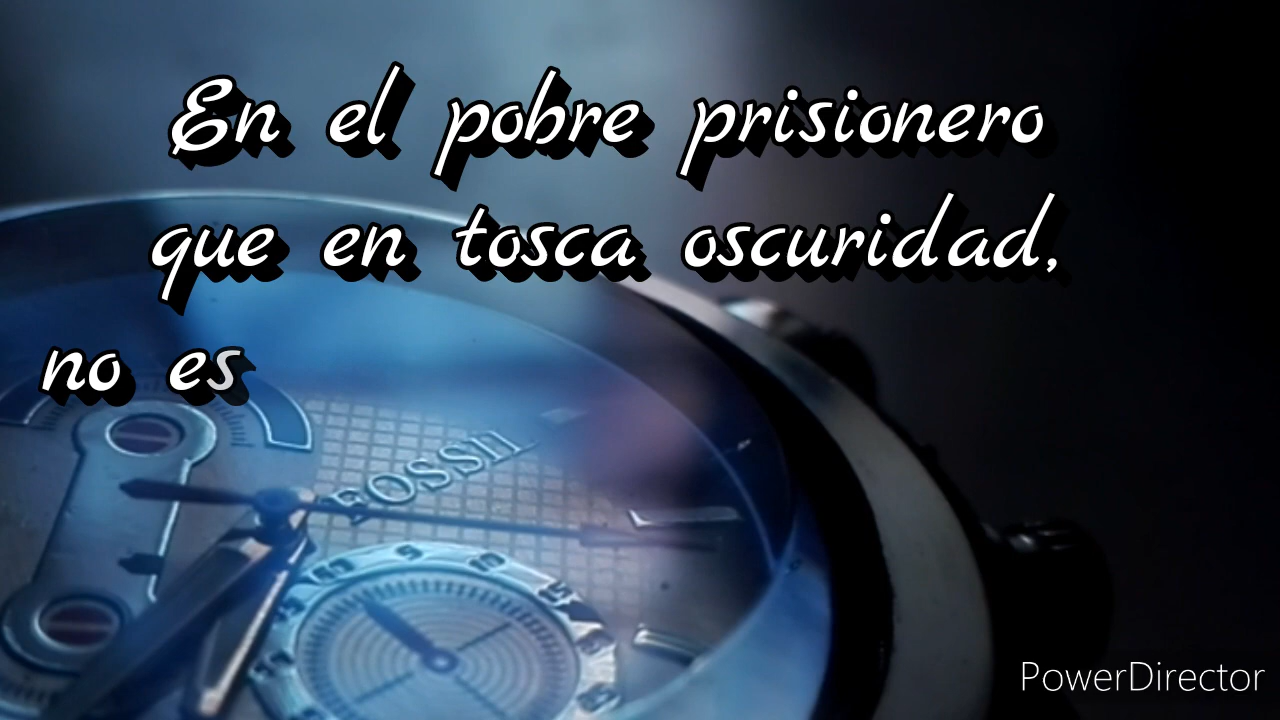 En el pobre prisionero
que en tosca oscuridad,
no es
FOSSIL
PowerDirector